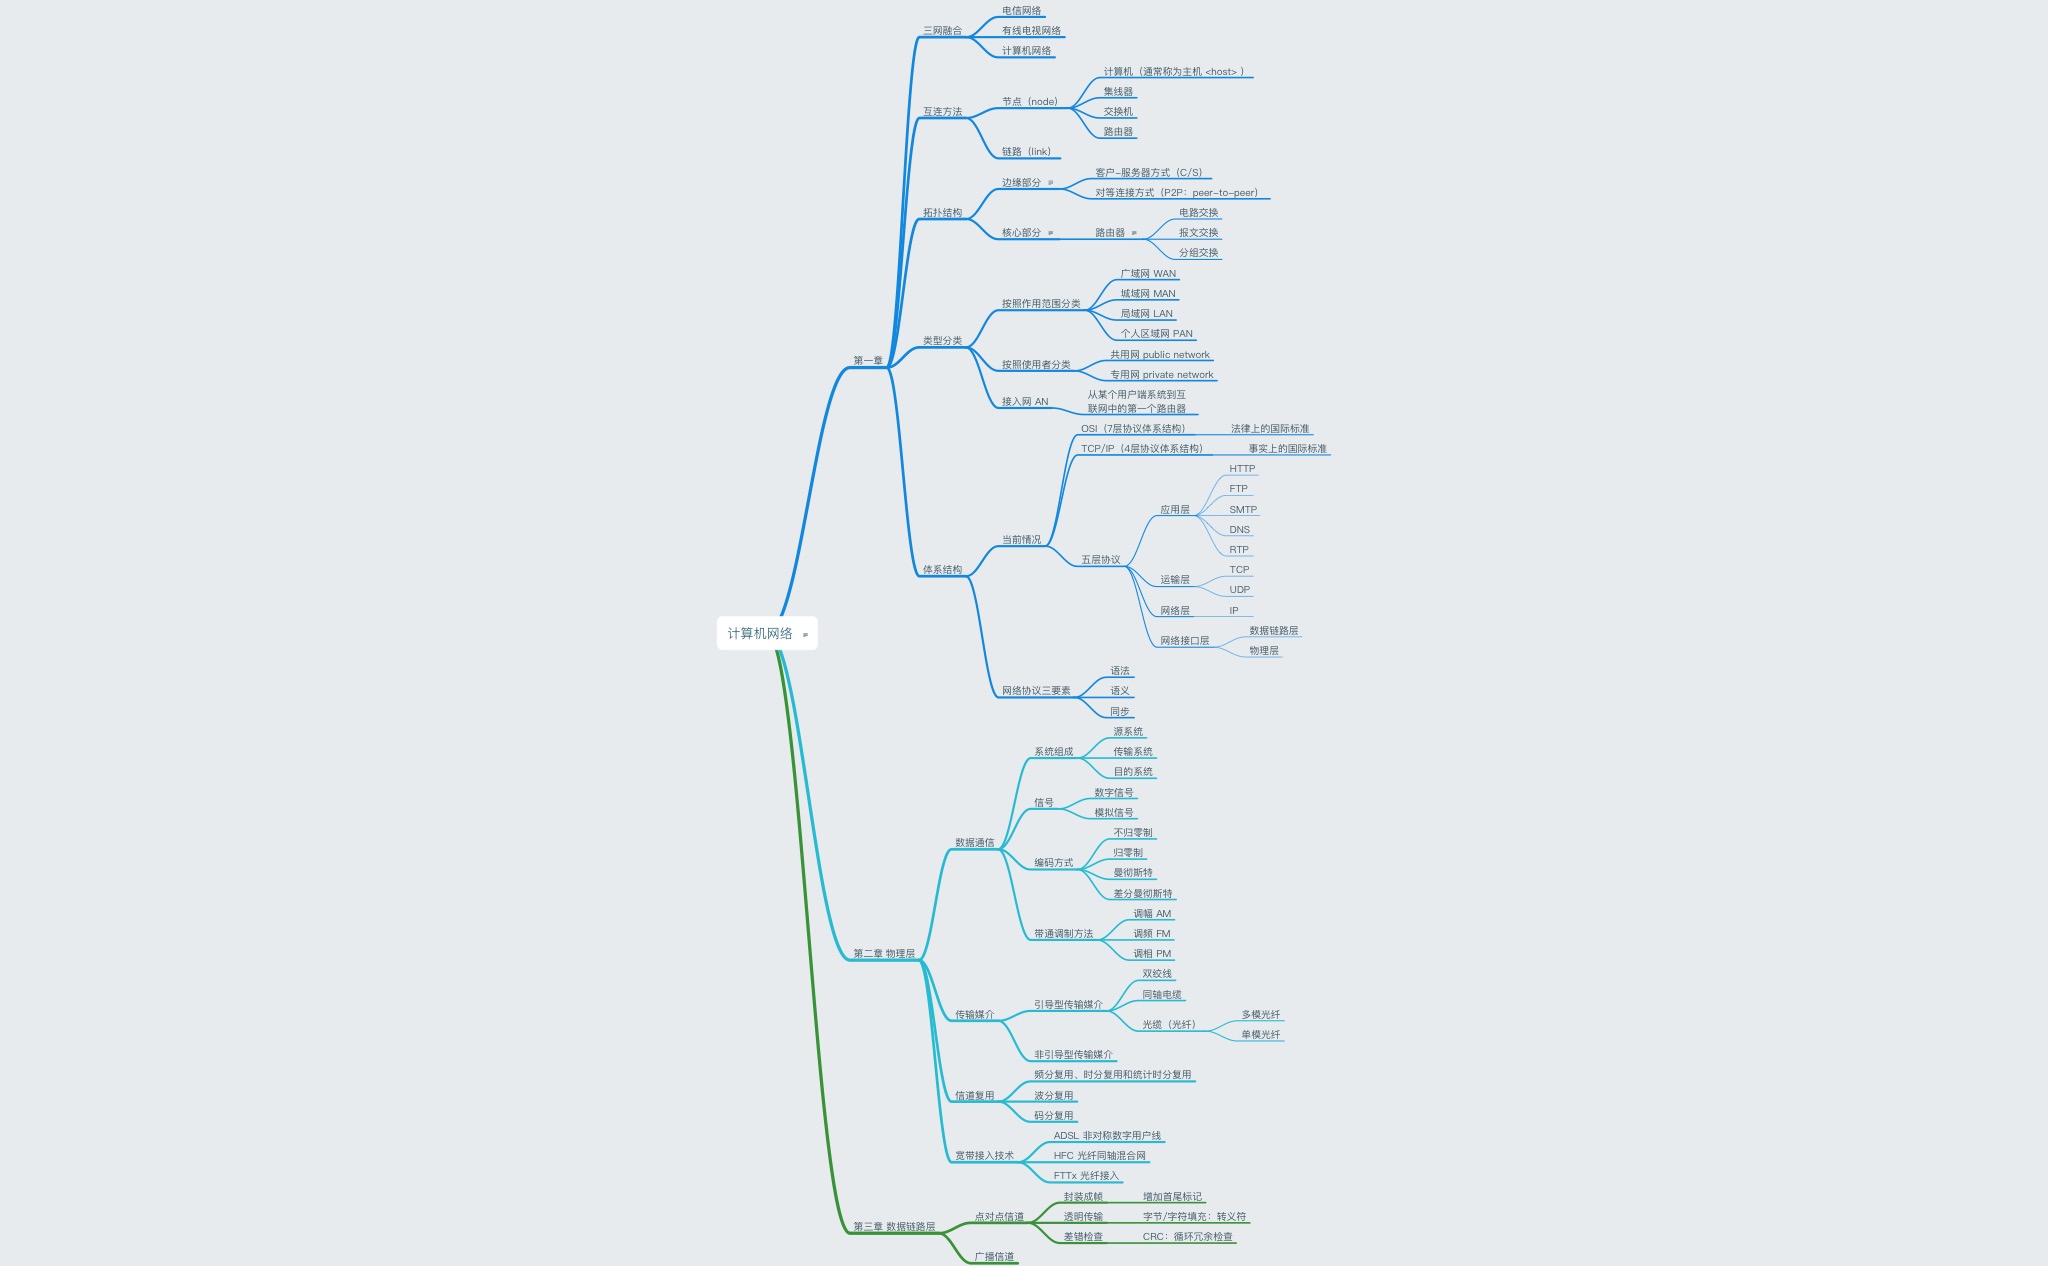 计算机网络
第一章
三网融合
电信网络
有线电视网络
计算机网络
互连方法
节点（node）
计算机（通常称为主机 <host> ）
集线器
交换机
路由器
链路（link）
拓扑结构
边缘部分
客户-服务器方式（C/S）
对等连接方式（P2P：peer-to-peer）
核心部分
路由器
电路交换
报文交换
分组交换
类型分类
按照作用范围分类
广域网 WAN
城域网 MAN
局域网 LAN
个人区域网 PAN
按照使用者分类
共用网 public network
专用网 private network
接入网 AN
从某个用户端系统到互
联网中的第一个路由器
体系结构
当前情况
OSI（7层协议体系结构）
法律上的国际标准
TCP/IP（4层协议体系结构）
事实上的国际标准
五层协议
应用层
HTTP
FTP
SMTP
DNS
RTP
运输层
TCP
UDP
网络层
IP
网络接口层
数据链路层
物理层
网络协议三要素
语法
语义
同步
第二章 物理层
数据通信
系统组成
源系统
传输系统
目的系统
信号
数字信号
模拟信号
编码方式
不归零制
归零制
曼彻斯特
差分曼彻斯特
带通调制方法
调幅 AM
调频 FM
调相 PM
传输媒介
引导型传输媒介
双绞线
同轴电缆
光缆（光纤）
多模光纤
单模光纤
非引导型传输媒介
信道复用
频分复用、时分复用和统计时分复用
波分复用
码分复用
宽带接入技术
ADSL 非对称数字用户线
HFC 光纤同轴混合网
FTTx 光纤接入
第三章 数据链路层
点对点信道
封装成帧
增加首尾标记
透明传输
字节/字符填充：转义符
差错检查
CRC：循环冗余检查
广播信道